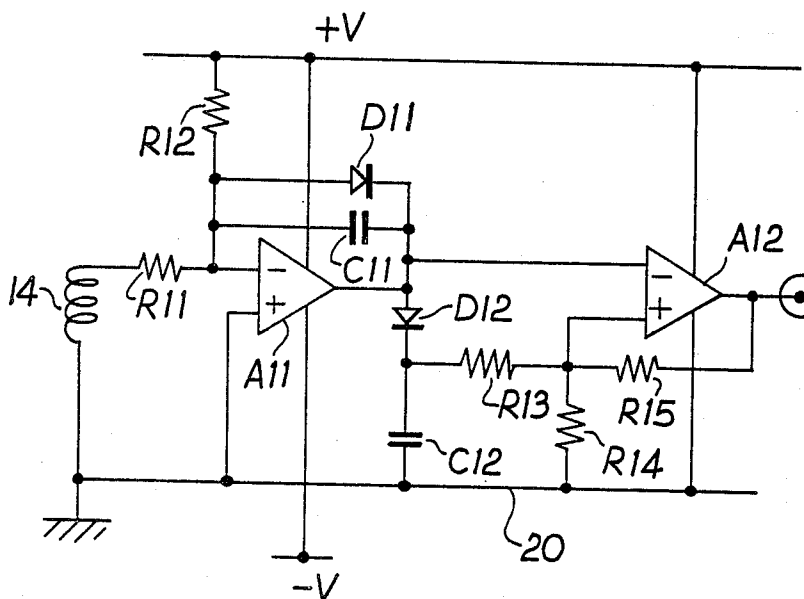 +V
R12
D11
C11
A12
14
R11
- +
- +
A11
D12
R13
R15
R14
C12
20
-V